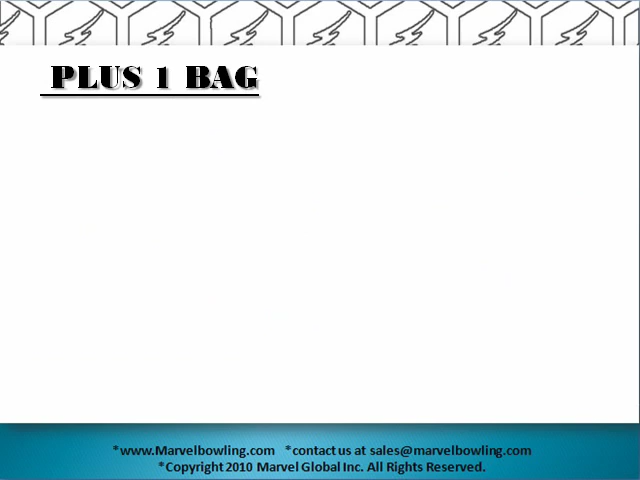 PLUS 1 BAG
*www.Marvelbowling.com *contact us at sales@marvelbowling.com
*Copyright 2010 Marvel Global Inc. All Rights Reserved.